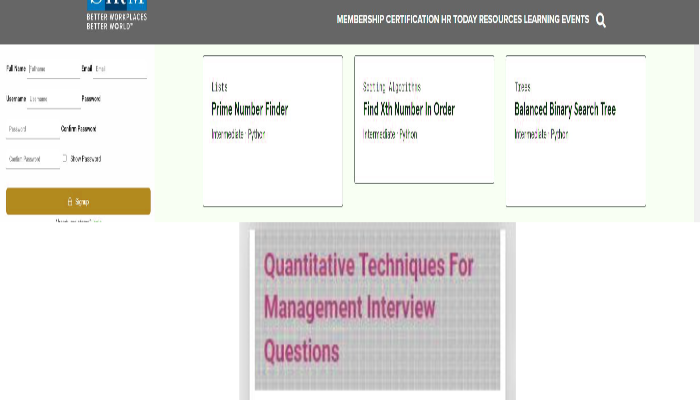 SHRM
BETTER WORKPLACES
BETTER WORLD™
MEMBERSHIP CERTIFICATION HR TODAY RESOURCES LEARNING EVENTS
Full Name Fullname Email Email
Username Username Password
Password Confirm Password
Confirm Password Show Password
Signup
Lists
Prime Number Finder
Intermediate · Python
Sorting Algorithms
Find Xth Number In Order
Intermediate · Python
Trees
Balanced Binary Search Tree
Intermediate · Python
Quantitative Techniques For
Management Interview
Questions